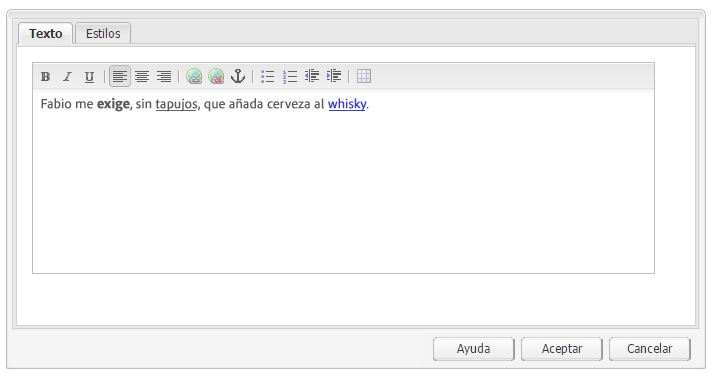 Texto Estilos
B I U
Fabio me exige, sin tapujos, que añada cerveza al whisky.
Ayuda Aceptar Cancelar